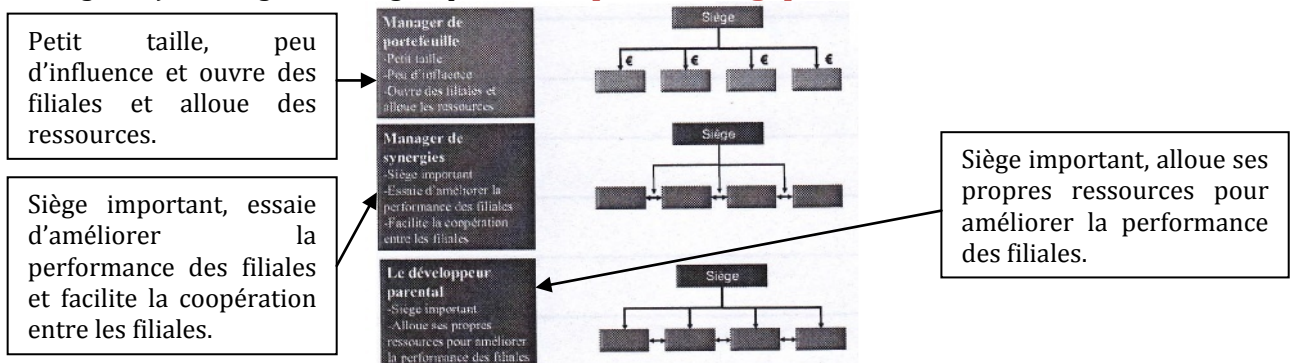 Petit taille, peu
d'influence et ouvre des
filiales et alloue des
ressources.
Siège important, essaie
d'améliorer la
performance des filiales
et facilite la coopération
entre les filiales.
Manager de
portefeuille
-Petit taille
-Peu d'influence
-Ouvre des filiales et
alloue les ressources
Siège
€ € € €
Manager de
synergies
-Siège important
-Essaie d'améliorer la
performance des filiales
-Facilite la coopération
entre les filiales
Siège
Le développeur
parental
-Siege important
-Alloue ses propres
ressources pour améliorer
la performance des filiales
Siege
Siège important, alloue ses
propres ressources pour
améliorer la performance
des filiales.